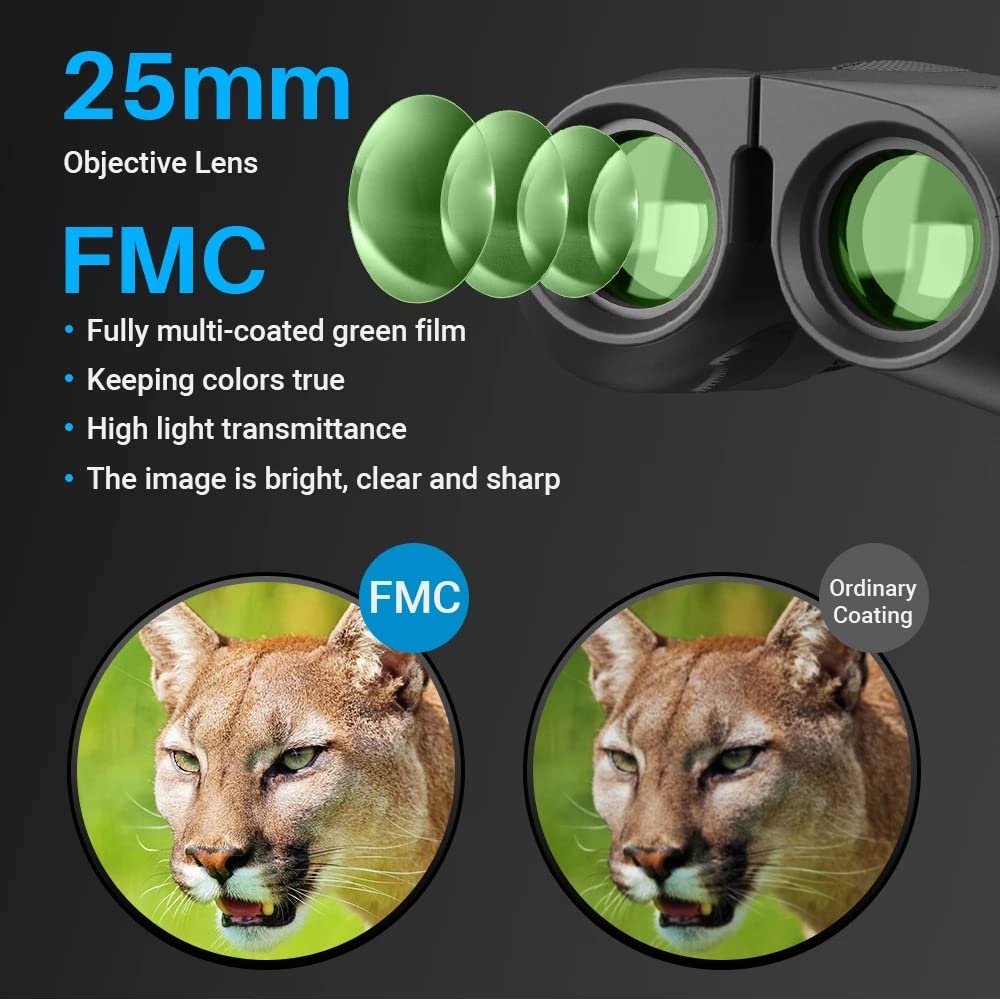 25mm
Objective Lens
FMC
• Fully multi-coated green film
• Keeping colors true
• High light transmittance
• The image is bright, clear and sharp
FMC
Ordinary
Coating